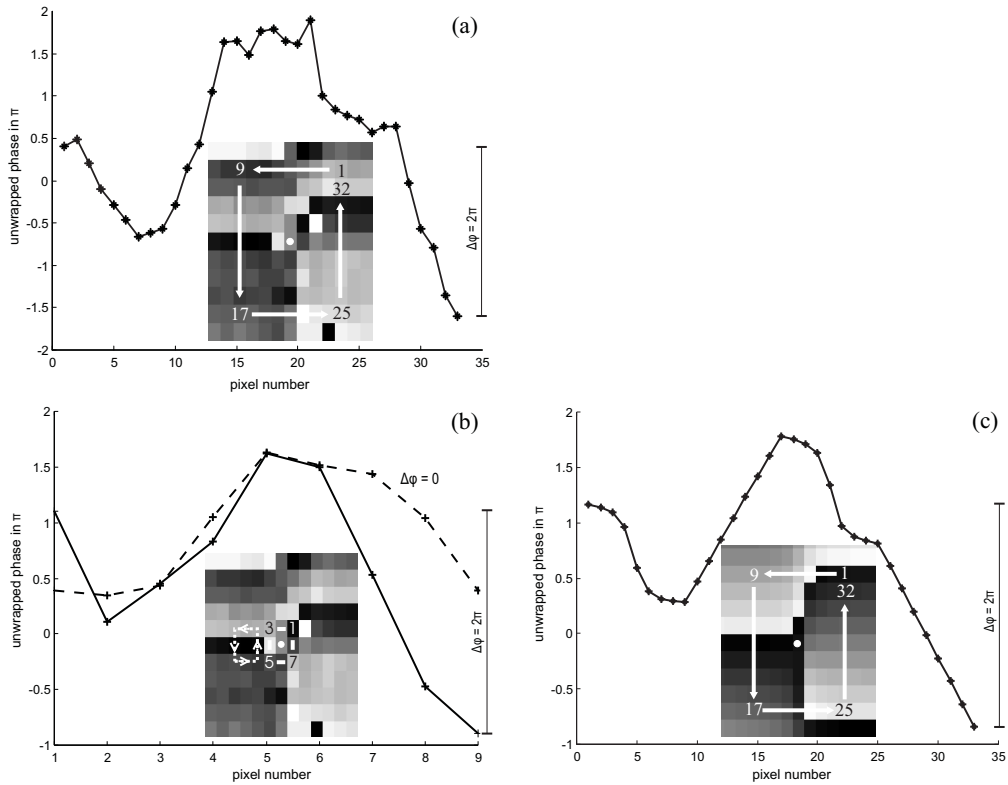 (a)
2
1.5
1
0.5
0
-0.5
-1
-1.5
-2
unwrapped phase in π
0 5 10 15 20 25 30 35
pixel number
9 1
32
17 25
Δφ = 2π
(b)
2
1.5
1
0.5
0
-0.5
-1
unwrapped phase in π
1 2 3 4 5 6 7 8 9
pixel number
Δφ = 0
3 1
5 7
Δφ = 2π
(c)
2
1.5
1
0.5
0
-0.5
-1
unwrapped phase in π
0 5 10 15 20 25 30 35
pixel number
9 1
32
17 25
Δφ = 2π